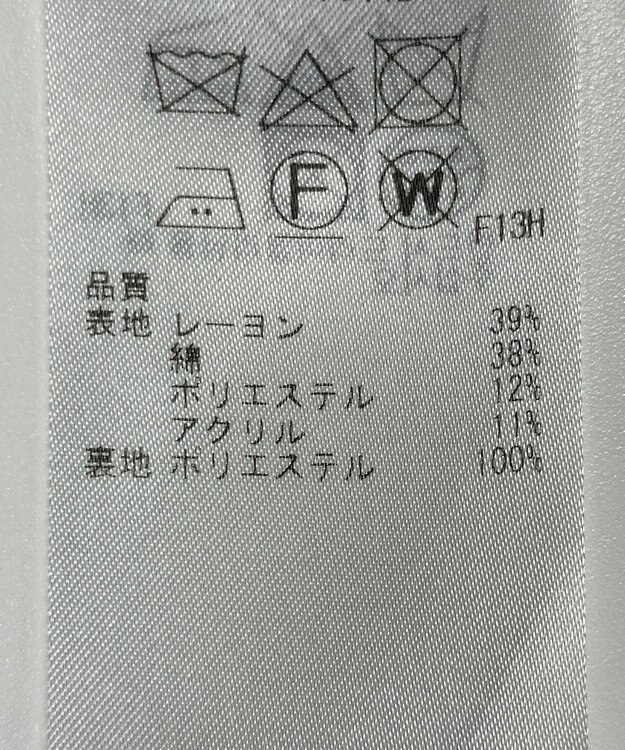 F W F13H
品質
表地 レーヨン 39%
綿 38%
ポリエステル 12%
アクリル 11%
裏地 ポリエステル 100%